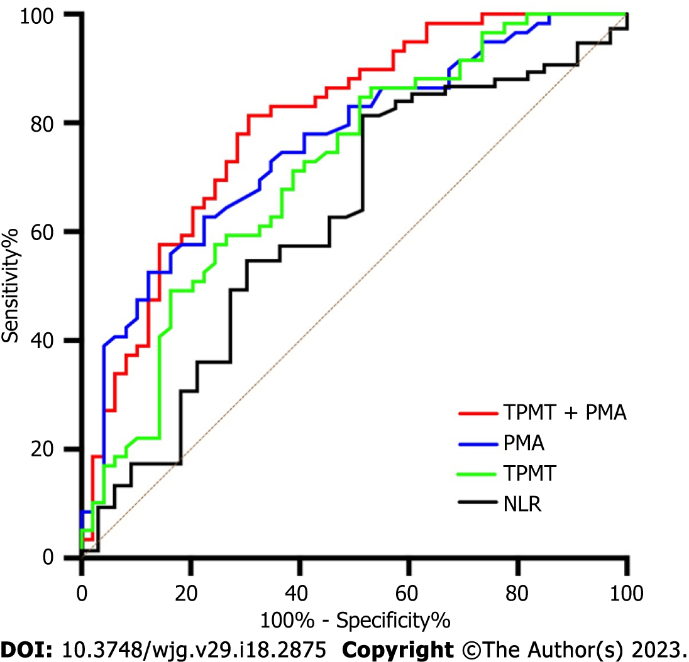 100
80
60
40
20
0
Sensitivity%
TPMT + PMA
PMA
TPMT
NLR
0 20 40 60 80 100
100% - Specificity%
DOI: 10.3748/wjg.v29.i18.2875 Copyright ©The Author(s) 2023.